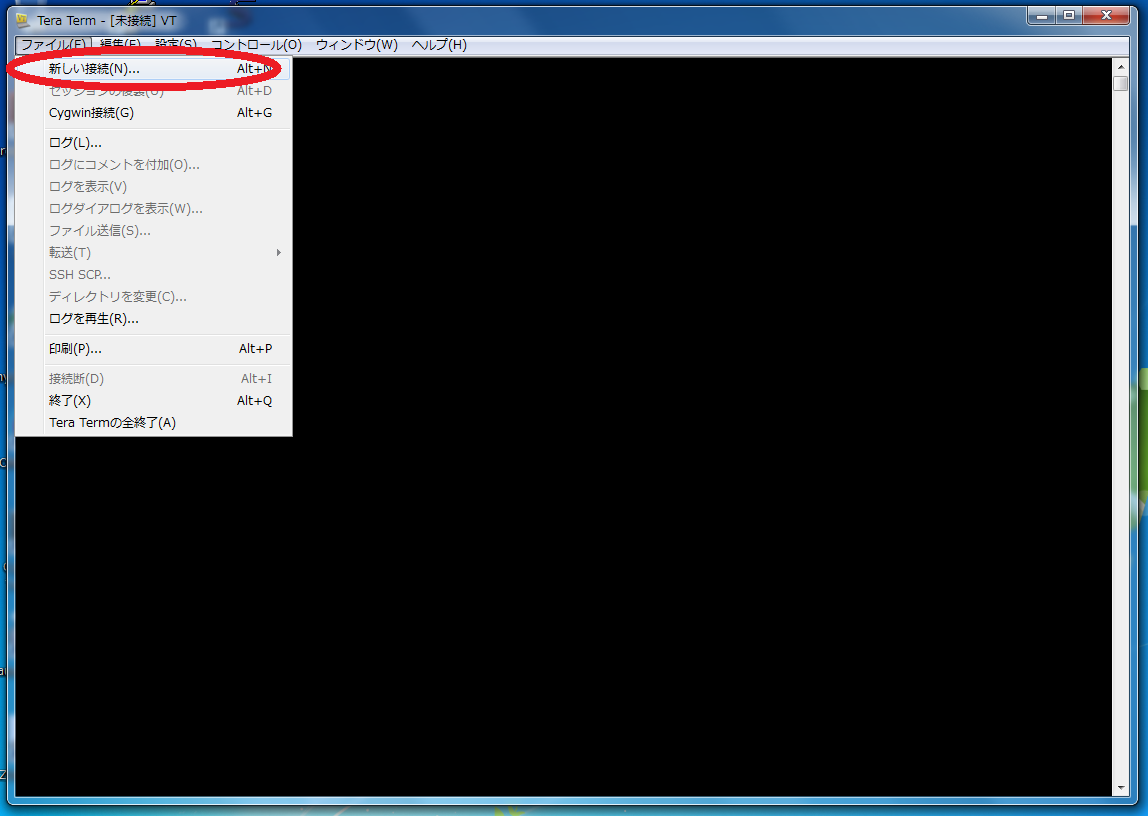 Tera Term - [未接続] VT
ファイル(F) 編集(E) 設定(S) コントロール(O) ウィンドウ(W) ヘルプ(H)
新しい接続(N)... Alt+N
セッションの複製(U) Alt+D
Cygwin接続(G) Alt+G
ログ(L)...
ログにコメントを付加(O)...
ログを表示(V)
ログダイアログを表示(W)...
ファイル送信(S)...
転送(T)
SSH SCP...
ディレクトリを変更(C)...
ログを再生(R)...
印刷(P)... Alt+P
接続断(D) Alt+I
終了(X) Alt+Q
Tera Termの全終了(A)